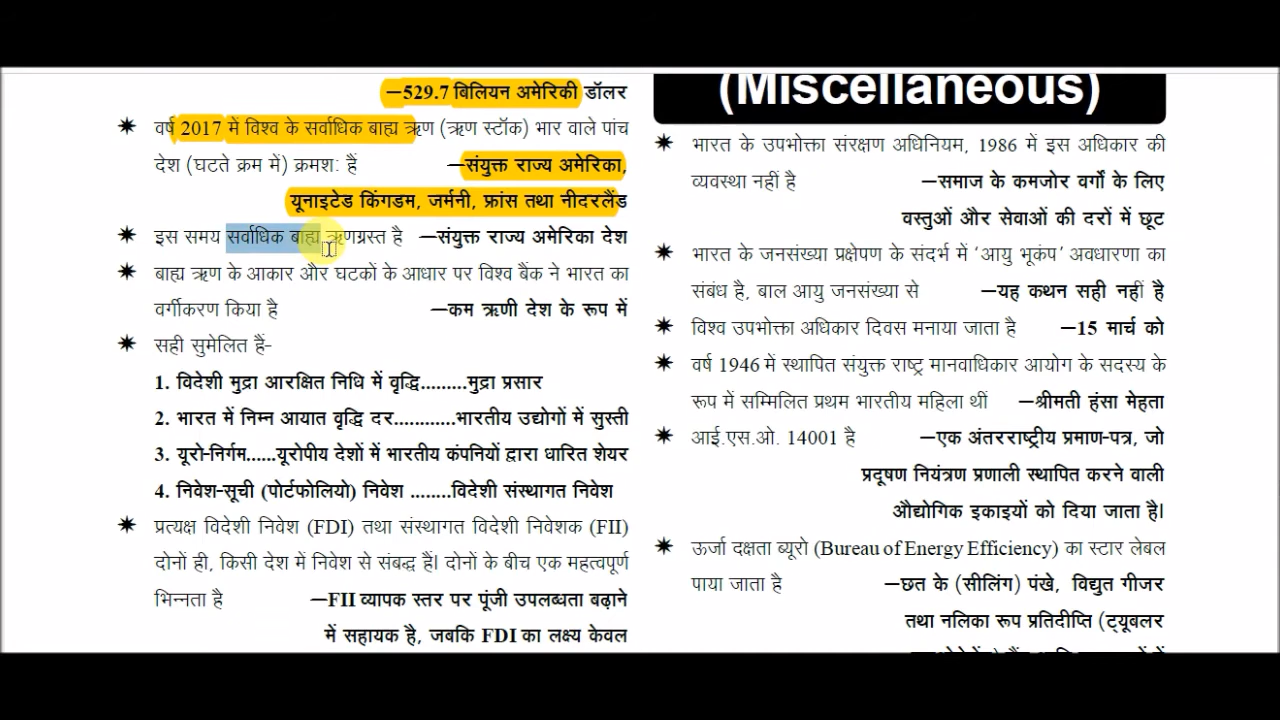 —529.7 बिलियन अमेरिकी डॉलर
✷ वर्ष 2017 में विश्व के सर्वाधिक बाह्य ऋण (ऋण स्टॉक) भार वाले पांच
देश (घटते क्रम में) क्रमश: हैं —संयुक्त राज्य अमेरिका,
यूनाइटेड किंगडम, जर्मनी, फ्रांस तथा नीदरलैंड
✷ इस समय सर्वाधिक बाह्य ऋणग्रस्त है —संयुक्त राज्य अमेरिका देश
✷ बाह्य ऋण के आकार और घटकों के आधार पर विश्व बैंक ने भारत का
वर्गीकरण किया है —कम ऋणी देश के रूप में
✷ सही सुमेलित हैं-
1. विदेशी मुद्रा आरक्षित निधि में वृद्धि.........मुद्रा प्रसार
2. भारत में निम्न आयात वृद्धि दर............भारतीय उद्योगों में सुस्ती
3. यूरो-निर्गम......यूरोपीय देशों में भारतीय कंपनियों द्वारा धारित शेयर
4. निवेश-सूची (पोर्टफोलियो) निवेश ........विदेशी संस्थागत निवेश
✷ प्रत्यक्ष विदेशी निवेश (FDI) तथा संस्थागत विदेशी निवेशक (FII)
दोनों ही, किसी देश में निवेश से संबद्ध हैं। दोनों के बीच एक महत्वपूर्ण
भिन्नता है —FII व्यापक स्तर पर पूंजी उपलब्धता बढ़ाने
में सहायक है, जबकि FDI का लक्ष्य केवल
(Miscellaneous)
✷ भारत के उपभोक्ता संरक्षण अधिनियम, 1986 में इस अधिकार की
व्यवस्था नहीं है —समाज के कमजोर वर्गों के लिए
वस्तुओं और सेवाओं की दरों में छूट
✷ भारत के जनसंख्या प्रक्षेपण के संदर्भ में ‘आयु भूकंप’ अवधारणा का
संबंध है, बाल आयु जनसंख्या से —यह कथन सही नहीं है
✷ विश्व उपभोक्ता अधिकार दिवस मनाया जाता है —15 मार्च को
✷ वर्ष 1946 में स्थापित संयुक्त राष्ट्र मानवाधिकार आयोग के सदस्य के
रूप में सम्मिलित प्रथम भारतीय महिला थीं —श्रीमती हंसा मेहता
✷ आई.एस.ओ. 14001 है —एक अंतरराष्ट्रीय प्रमाण-पत्र, जो
प्रदूषण नियंत्रण प्रणाली स्थापित करने वाली
औद्योगिक इकाइयों को दिया जाता है।
✷ ऊर्जा दक्षता ब्यूरो (Bureau of Energy Efficiency) का स्टार लेबल
पाया जाता है —छत के (सीलिंग) पंखे, विद्युत गीजर
तथा नलिका रूप प्रतिदीप्ति (ट्यूबलर